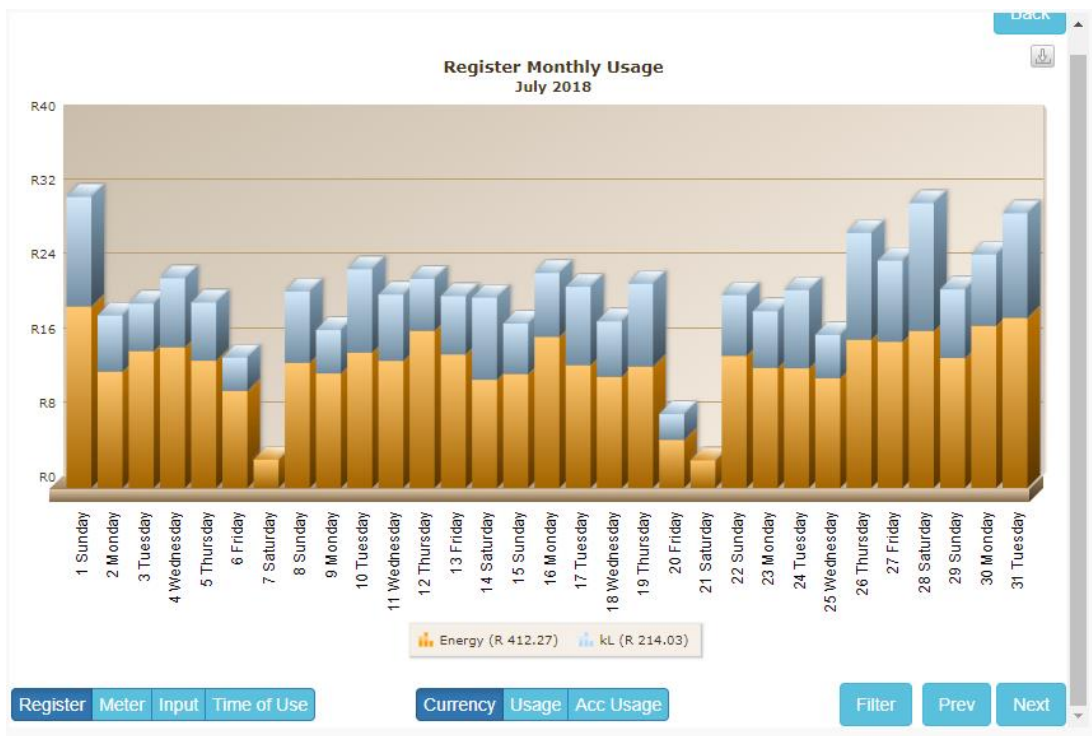 Back
Register Monthly Usage
July 2018
R40
R32
R24
R16
R8
R0
1 Sunday
2 Monday
3 Tuesday
4 Wednesday
5 Thursday
6 Friday
7 Saturday
8 Sunday
9 Monday
10 Tuesday
11 Wednesday
12 Thursday
13 Friday
14 Saturday
15 Sunday
16 Monday
17 Tuesday
18 Wednesday
19 Thursday
20 Friday
21 Saturday
22 Sunday
23 Monday
24 Tuesday
25 Wednesday
26 Thursday
27 Friday
28 Saturday
29 Sunday
30 Monday
31 Tuesday
Energy (R 412.27) kL (R 214.03)
Register Meter Input Time of Use Currency Usage Acc Usage Filter Prev Next